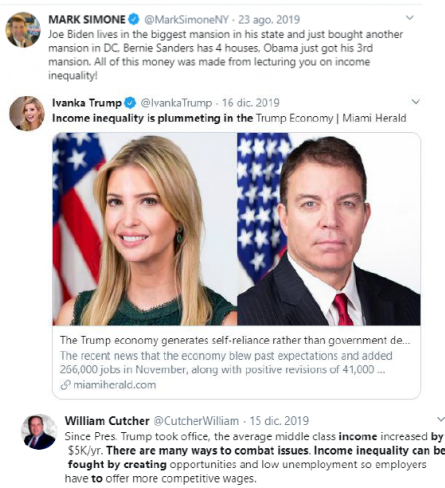 MARK SIMONE @MarkSimoneNY · 23 ago. 2019
Joe Biden lives in the biggest mansion in his state and just bought another
mansion in DC, Bernie Sanders has 4 houses, Obama just got his 3rd
mansion. All of this money was made from lecturing you on income
inequality!
Ivanka Trump @IvankaTrump · 16 dic. 2019
Income inequality is plummeting in the Trump Economy | Miami Herald
The Trump economy generates self-reliance rather than government de...
The recent news that the economy blew past expectations and added
266,000 jobs in November, along with positive revisions of 41,000 ...
miamiherald.com
William Cutcher @CutcherWilliam · 15 dic. 2019
Since Pres. Trump took office, the average middle class income increased by
$5K/yr. There are many ways to combat issues. Income inequality can be
fought by creating opportunities and low unemployment so employers
have to offer more competitive wages.